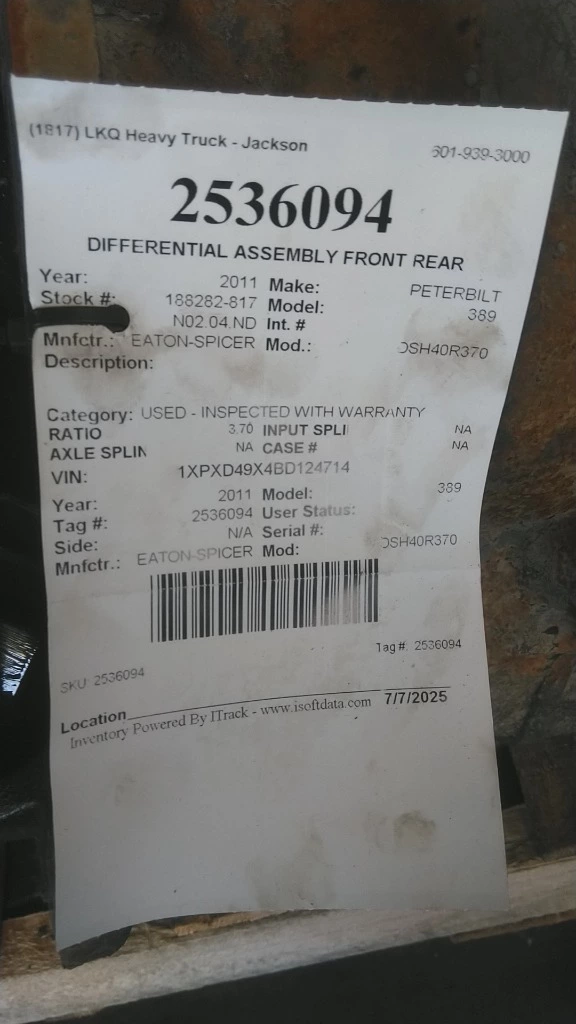 (1817) LKQ Heavy Truck - Jackson 601-939-3000
2536094
DIFFERENTIAL ASSEMBLY FRONT REAR
Year: 2011 Make: PETERBILT
Stock #: 188282-817 Model: 389
N02.04.ND Int. #
Mnfctr.: EATON-SPICER Mod.: DSH40R370
Description:
Category: USED - INSPECTED WITH WARRANTY
RATIO 3.70 INPUT SPLI NA
AXLE SPLIN NA CASE # NA
VIN: 1XPXD49X4BD124714
Year: 2011 Model: 389
Tag #: 2536094 User Status:
Side: N/A Serial #:
Mnfctr.: EATON-SPICER Mod: DSH40R370
Tag #: 2536094
SKU: 2536094
Location
Inventory Powered By ITrack - www.isoftdata.com 7/7/2025